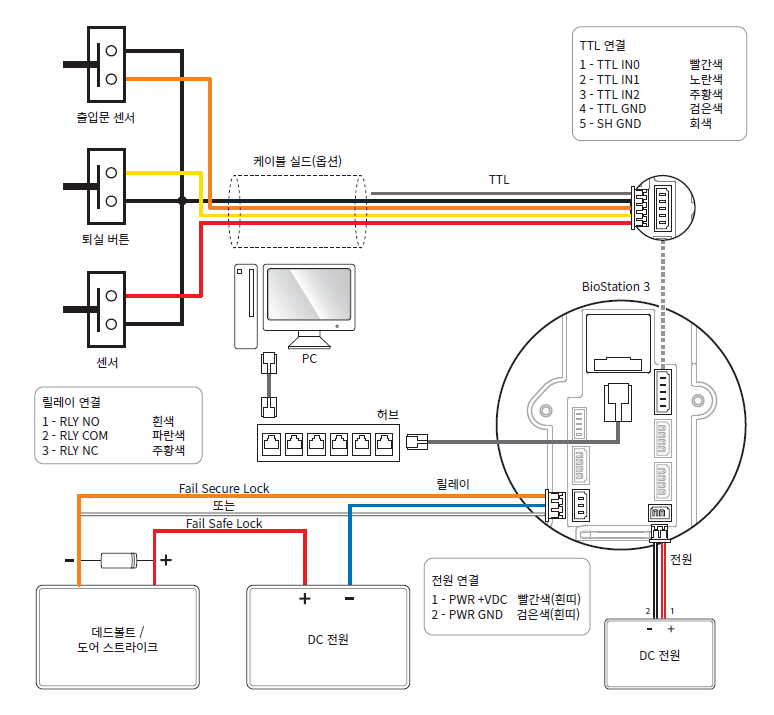 TTL 연결
1 - TTL IN0 빨간색
2 - TTL IN1 노란색
3 - TTL IN2 주황색
4 - TTL GND 검은색
5 - SH GND 회색
출입문 센서
케이블 실드(옵션)
TTL
퇴실 버튼
BioStation 3
센서
PC
릴레이 연결
1 - RLY NO 흰색
2 - RLY COM 파란색
3 - RLY NC 주황색
허브
Fail Secure Lock
릴레이
또는
Fail Safe Lock
- +
전원
전원 연결
1 - PWR +VDC 빨간색(흰띠)
2 - PWR GND 검은색(흰띠)
+ -
2 1
- +
데드볼트 /
도어 스트라이크
DC 전원
DC 전원